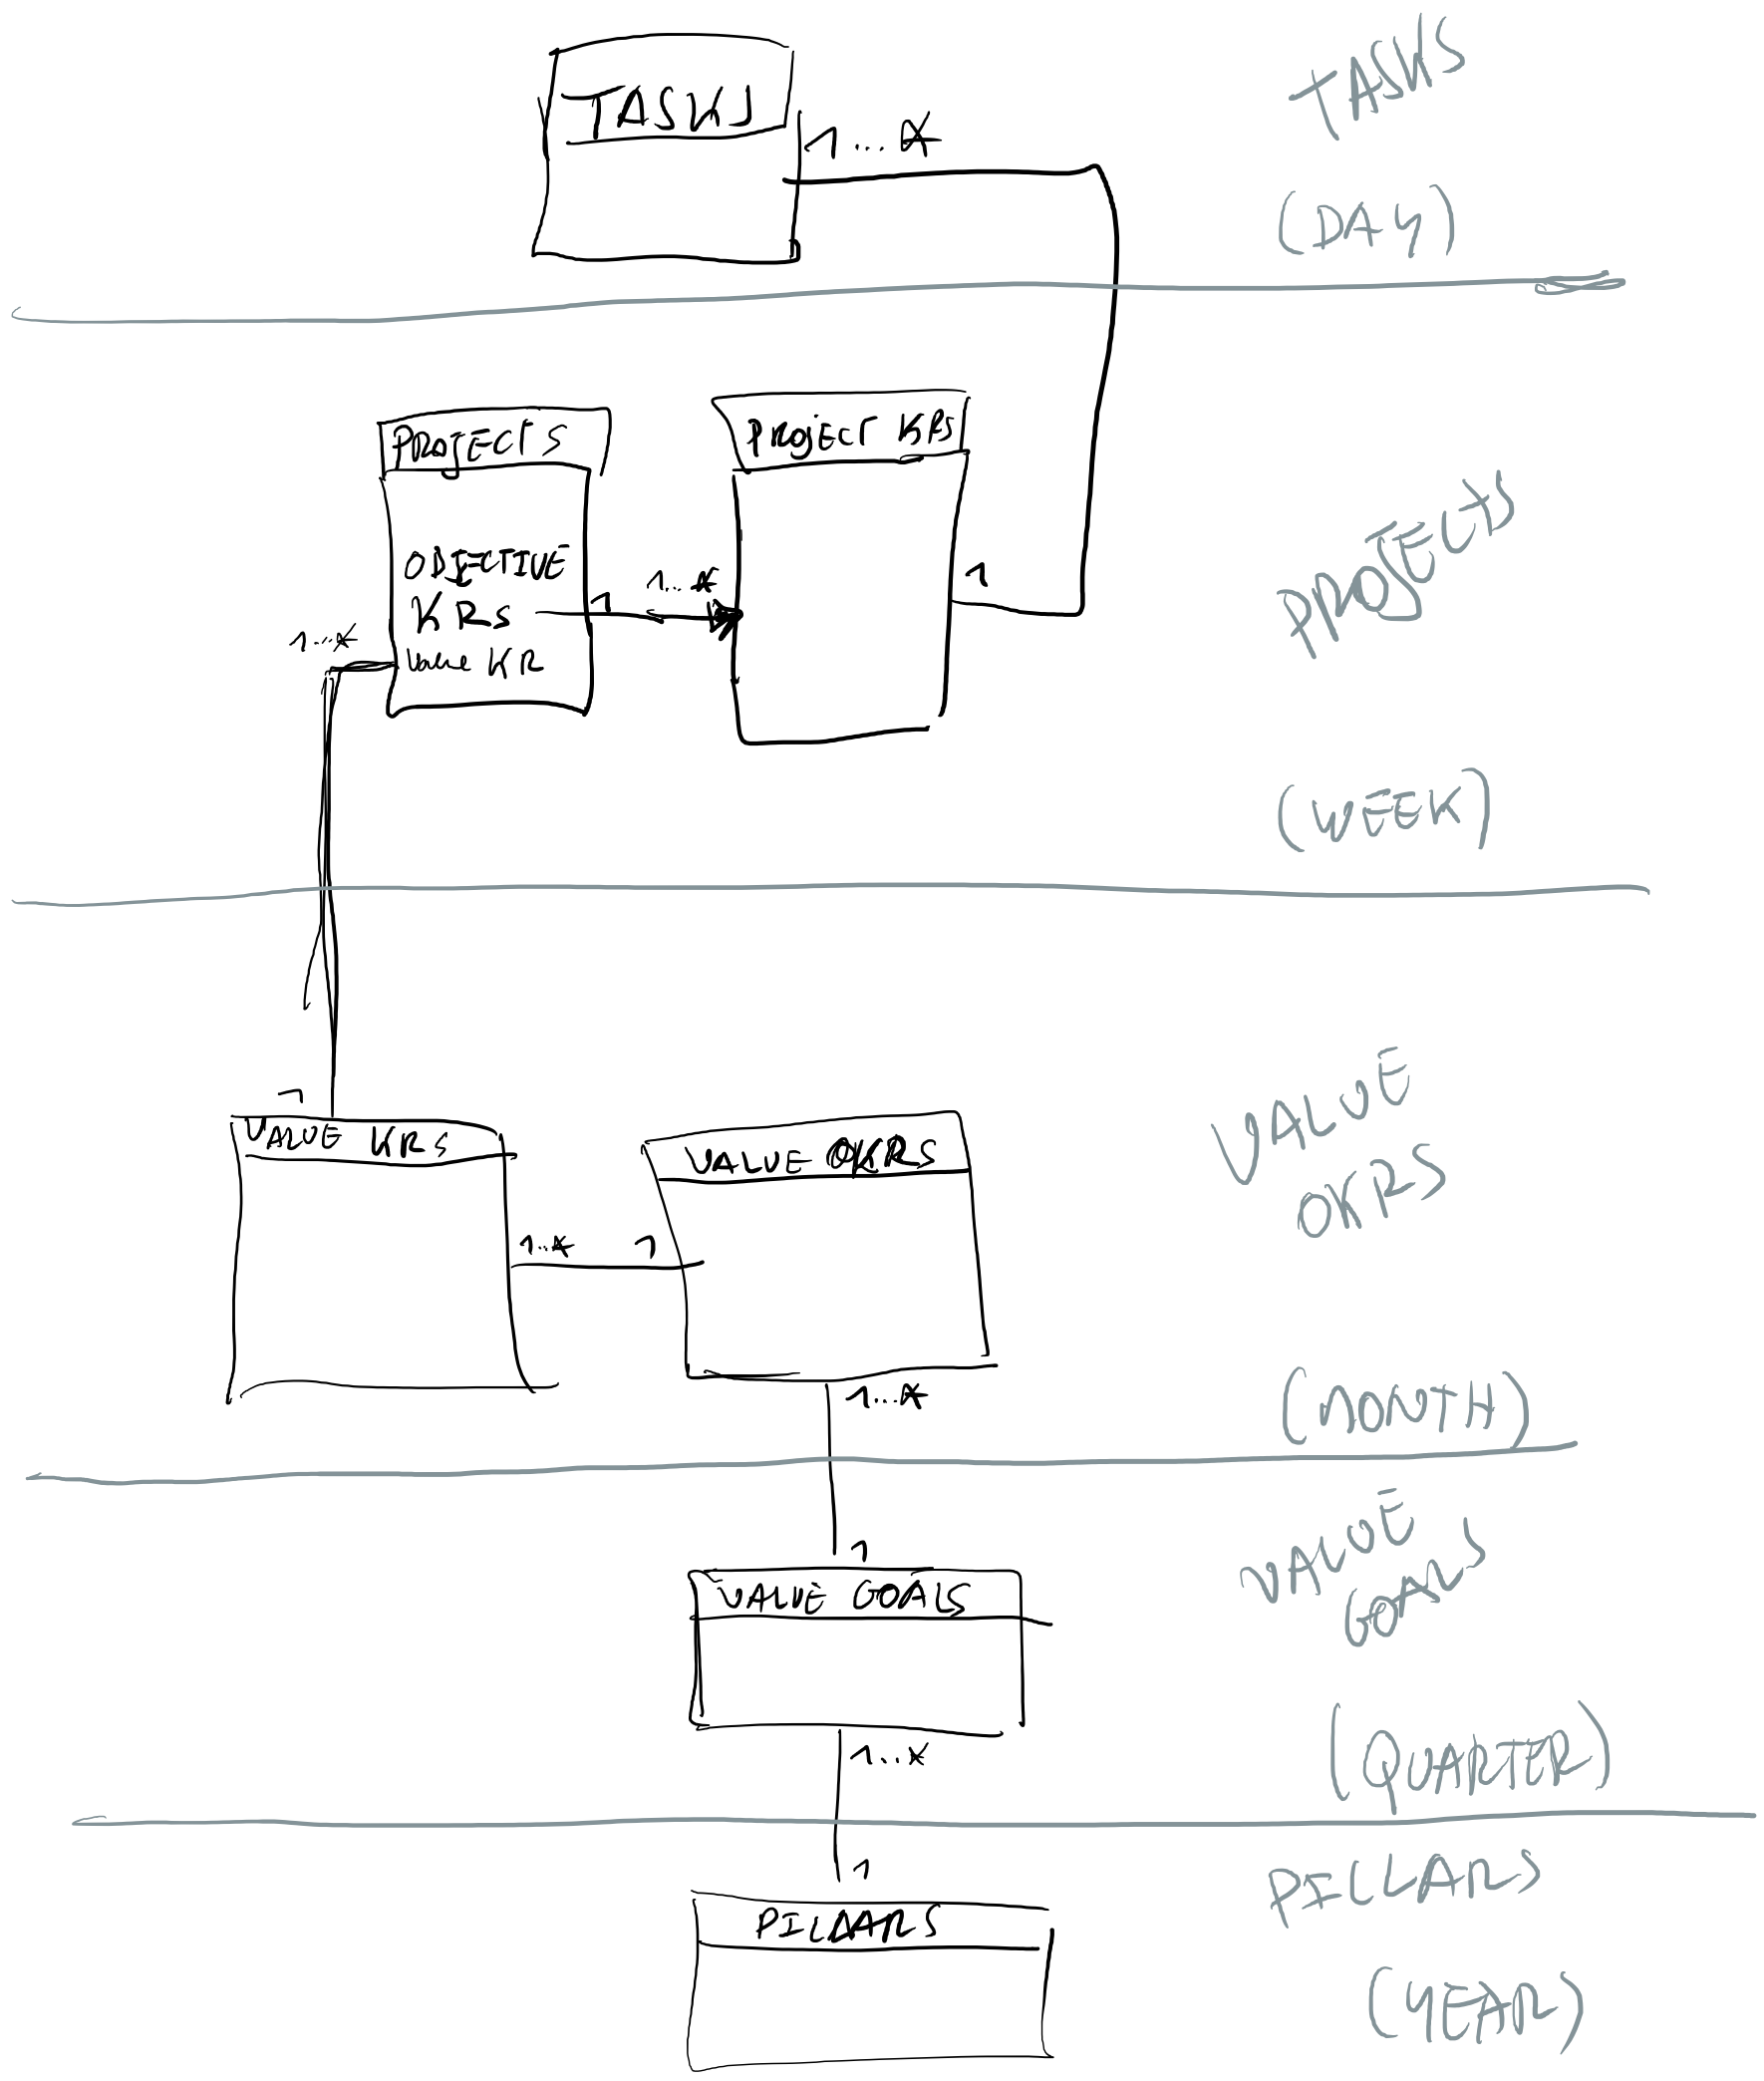 TASKS
1...*
TASKS
(DAY)
PROJECTS
PROJECT KRS
OBJECTIVE
KRS
Value KR
1
1...*
1
1...*
PROJECTS
(WEEK)
1
VALUE KRS
VALUE OKRS
1..*
1
1...*
VALUE
OKRS
(MONTH)
1
VALUE GOALS
1...*
VALUE
GOALS
(QUARTER)
1
PILLARS
PILLARS
(YEAR)